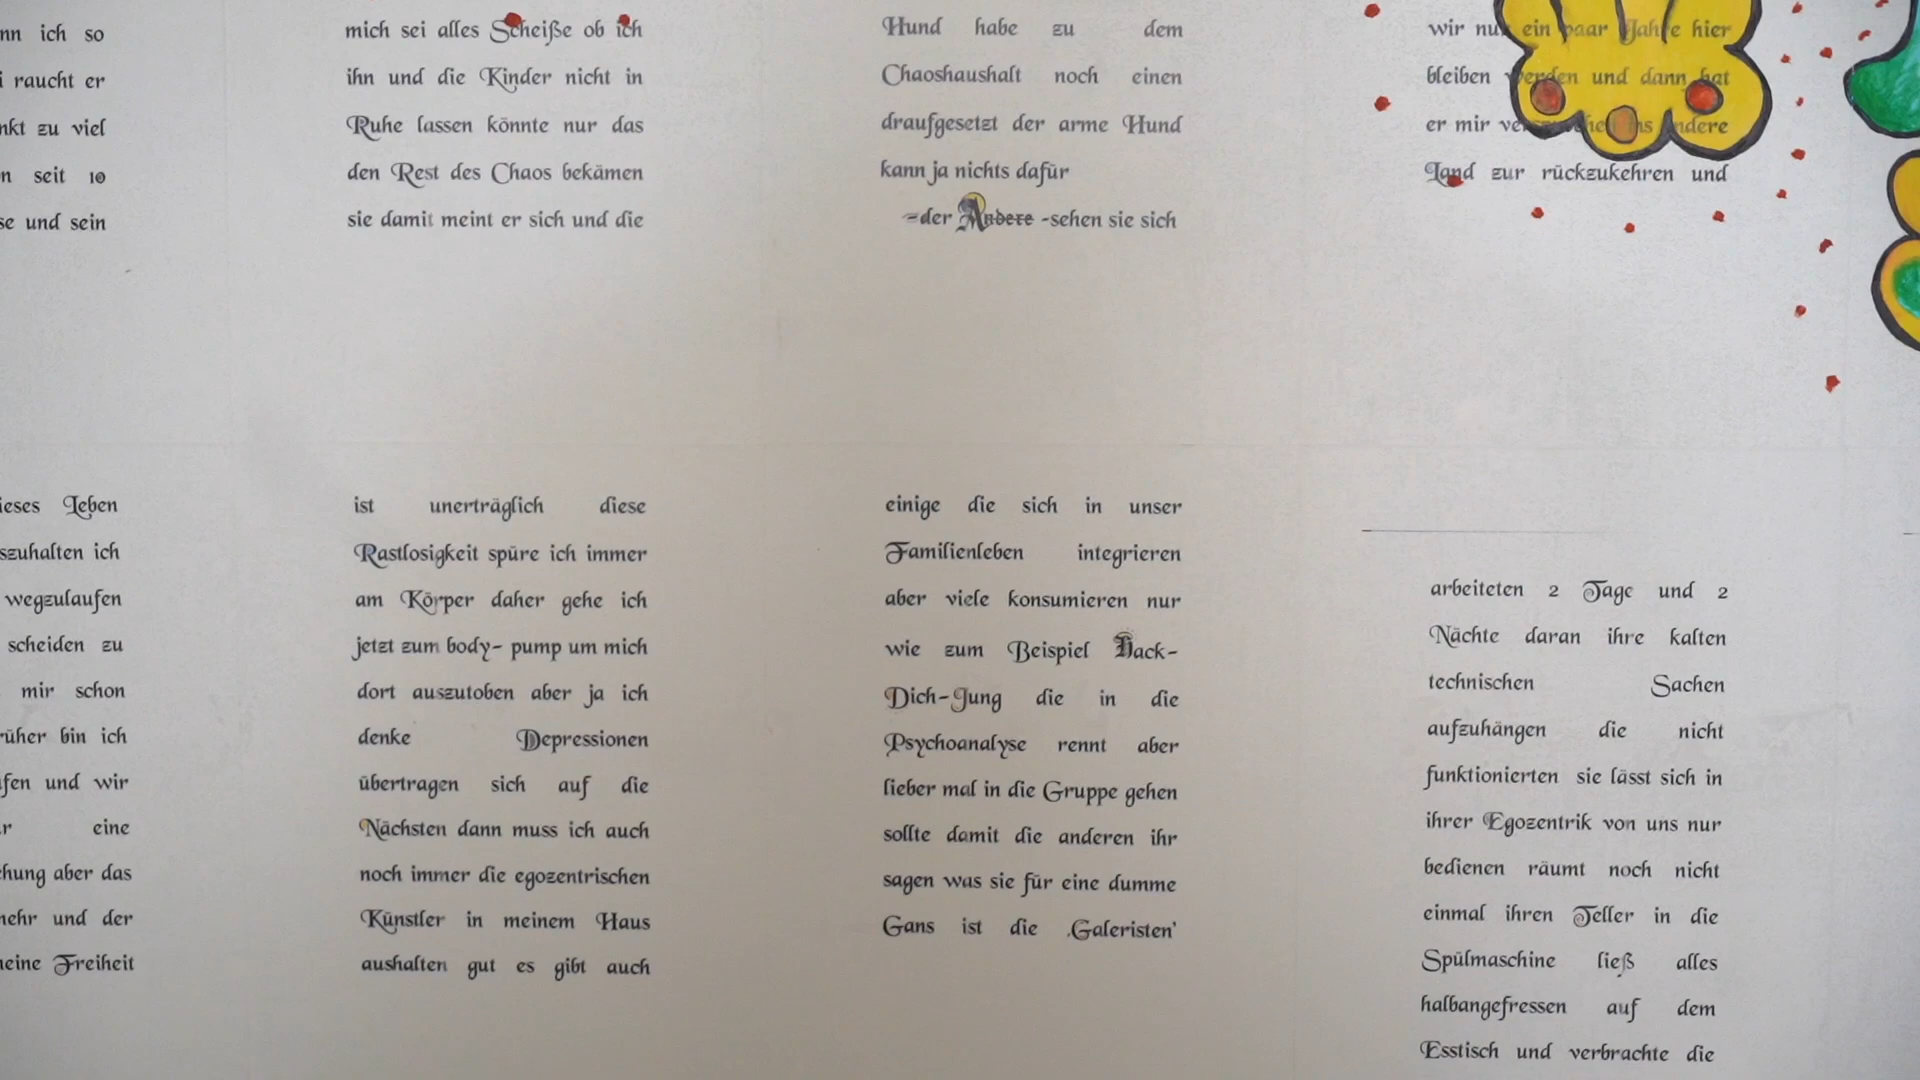 nn ich so
i raucht er
nkt zu viel
n seit 10
se und sein
mich sei alles Scheiße ob ich
ihn und die Kinder nicht in
Ruhe lassen könnte nur das
den Rest des Chaos bekämen
sie damit meint er sich und die
Hund habe zu dem
Chaoshaushalt noch einen
draufgesetzt der arme Hund
kann ja nichts dafür
=der Andere -sehen sie sich
wir nur ein paar Jahre hier
bleiben werden und dann hat
er mir versprochen ins andere
Land zur rückzukehren und
ieses Leben
szuhalten ich
wegzulaufen
scheiden zu
mir schon
rüher bin ich
fen und wir
r eine
chung aber das
mehr und der
eine Freiheit
ist unerträglich diese
Rastlosigkeit spüre ich immer
am Körper daher gehe ich
jetzt zum body- pump um mich
dort auszutoben aber ja ich
denke Depressionen
übertragen sich auf die
Nächsten dann muss ich auch
noch immer die egozentrischen
Künstler in meinem Haus
aushalten gut es gibt auch
einige die sich in unser
Familienleben integrieren
aber viele konsumieren nur
wie zum Beispiel Hack-
Dich-Jung die in die
Psychoanalyse rennt aber
lieber mal in die Gruppe gehen
sollte damit die anderen ihr
sagen was sie für eine dumme
Gans ist die ‚Galeristen'
arbeiteten 2 Tage und 2
Nächte daran ihre kalten
technischen Sachen
aufzuhängen die nicht
funktionierten sie lässt sich in
ihrer Egozentrik von uns nur
bedienen räumt noch nicht
einmal ihren Teller in die
Spülmaschine ließ alles
halbangefressen auf dem
Esstisch und verbrachte die